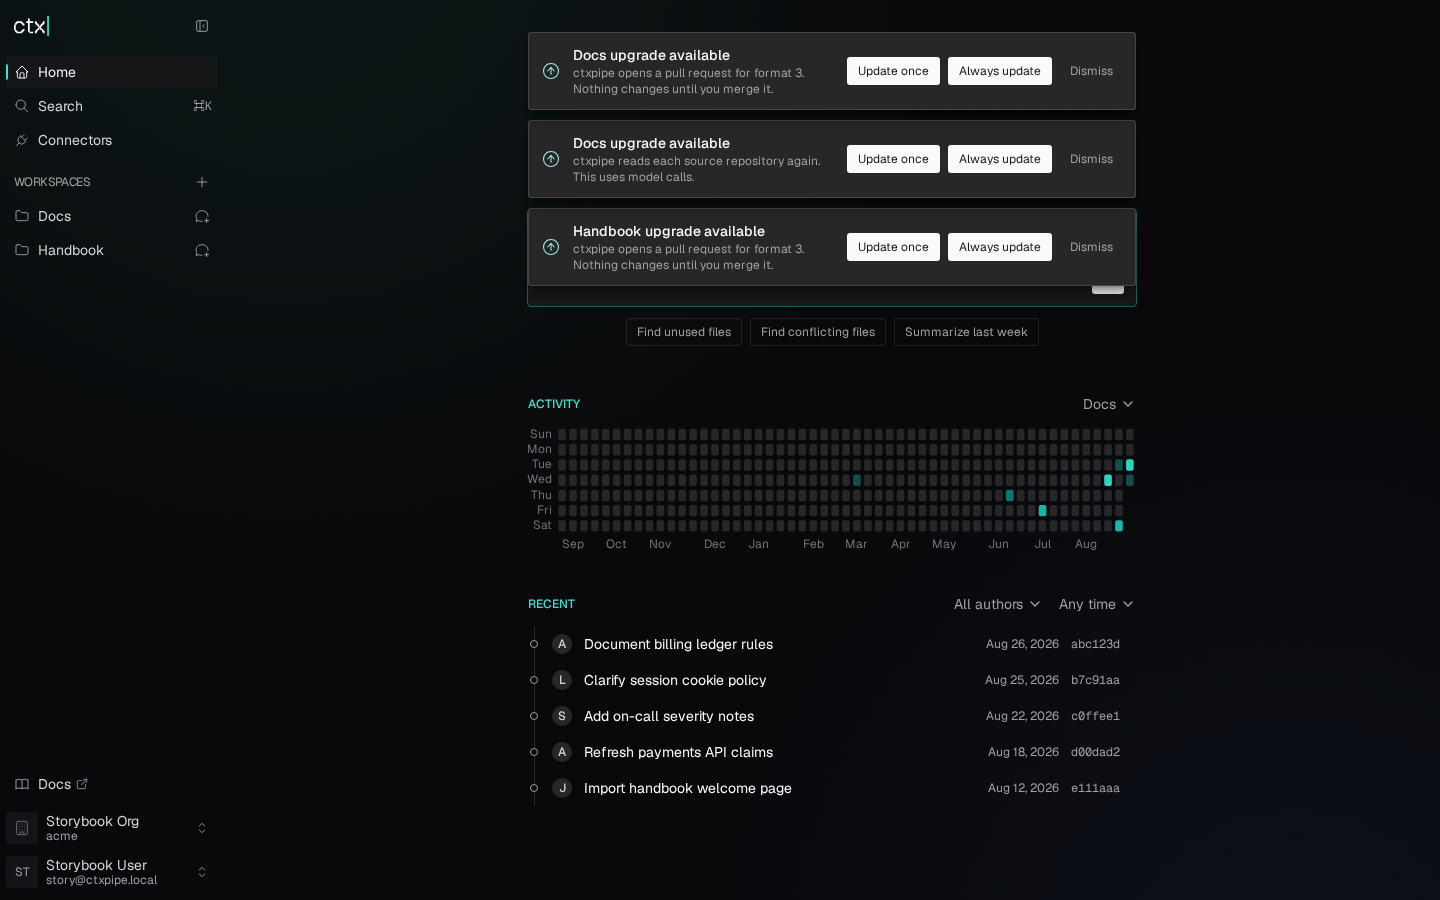 ctx
Home
Search ⌘K
Connectors
WORKSPACES
Docs
Handbook
Docs
Storybook Org
acme
ST
Storybook User
story@ctxpipe.local
Docs upgrade available
ctxpipe opens a pull request for format 3.
Nothing changes until you merge it.
Update once Always update Dismiss
Docs upgrade available
ctxpipe reads each source repository again.
This uses model calls.
Update once Always update Dismiss
Handbook upgrade available
ctxpipe opens a pull request for format 3.
Nothing changes until you merge it.
Update once Always update Dismiss
Find unused files Find conflicting files Summarize last week
ACTIVITY Docs
Sun
Mon
Tue
Wed
Thu
Fri
Sat
Sep Oct Nov Dec Jan Feb Mar Apr May Jun Jul Aug
RECENT All authors Any time
A Document billing ledger rules Aug 26, 2026 abc123d
L Clarify session cookie policy Aug 25, 2026 b7c91aa
S Add on-call severity notes Aug 22, 2026 c0ffee1
A Refresh payments API claims Aug 18, 2026 d00dad2
J Import handbook welcome page Aug 12, 2026 e111aaa